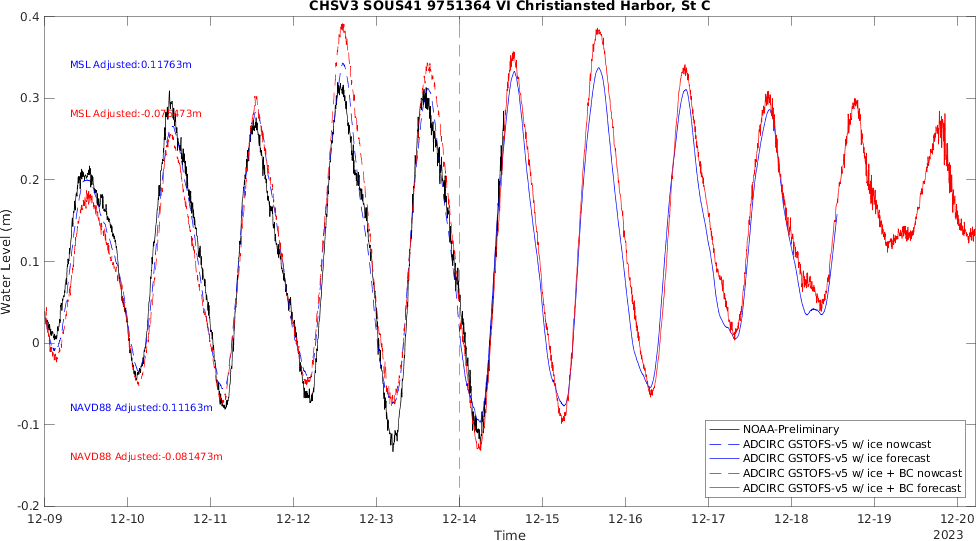 CHSV3 SOUS41 9751364 VI Christiansted Harbor, St C
Water Level (m)
0.4
0.3
0.2
0.1
0
-0.1
-0.2
MSL Adjusted:0.11763m
MSL Adjusted:
NAVD88 Adjusted:0.11163m
NAVD88 Adjusted:-0.081473m
NOAA-Preliminary
ADCIRC GSTOFS-v5 w/ ice nowcast
ADCIRC GSTOFS-v5 w/ ice forecast
ADCIRC GSTOFS-v5 w/ ice + BC nowcast
ADCIRC GSTOFS-v5 w/ ice + BC forecast
12-09 12-10 12-11 12-12 12-13 12-14 12-15 12-16 12-17 12-18 12-19 12-20
Time
2023